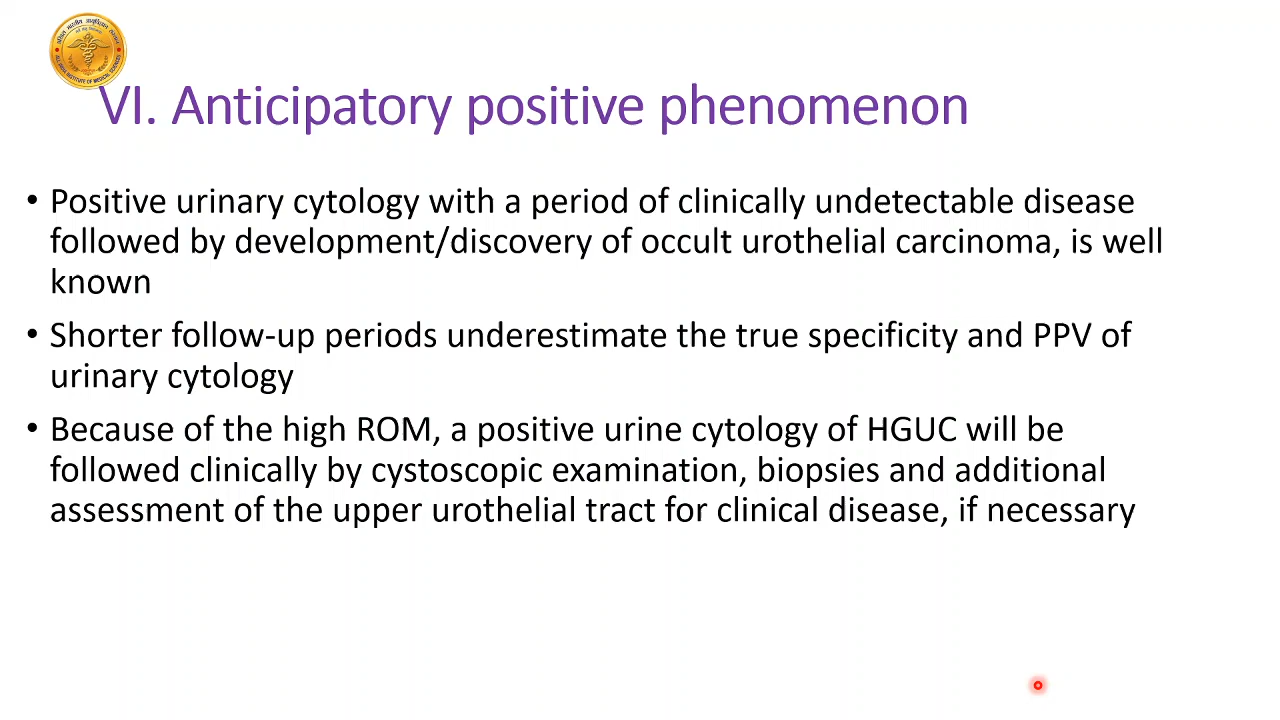 VI. Anticipatory positive phenomenon
• Positive urinary cytology with a period of clinically undetectable disease
followed by development/discovery of occult urothelial carcinoma, is well
known
• Shorter follow-up periods underestimate the true specificity and PPV of
urinary cytology
• Because of the high ROM, a positive urine cytology of HGUC will be
followed clinically by cystoscopic examination, biopsies and additional
assessment of the upper urothelial tract for clinical disease, if necessary